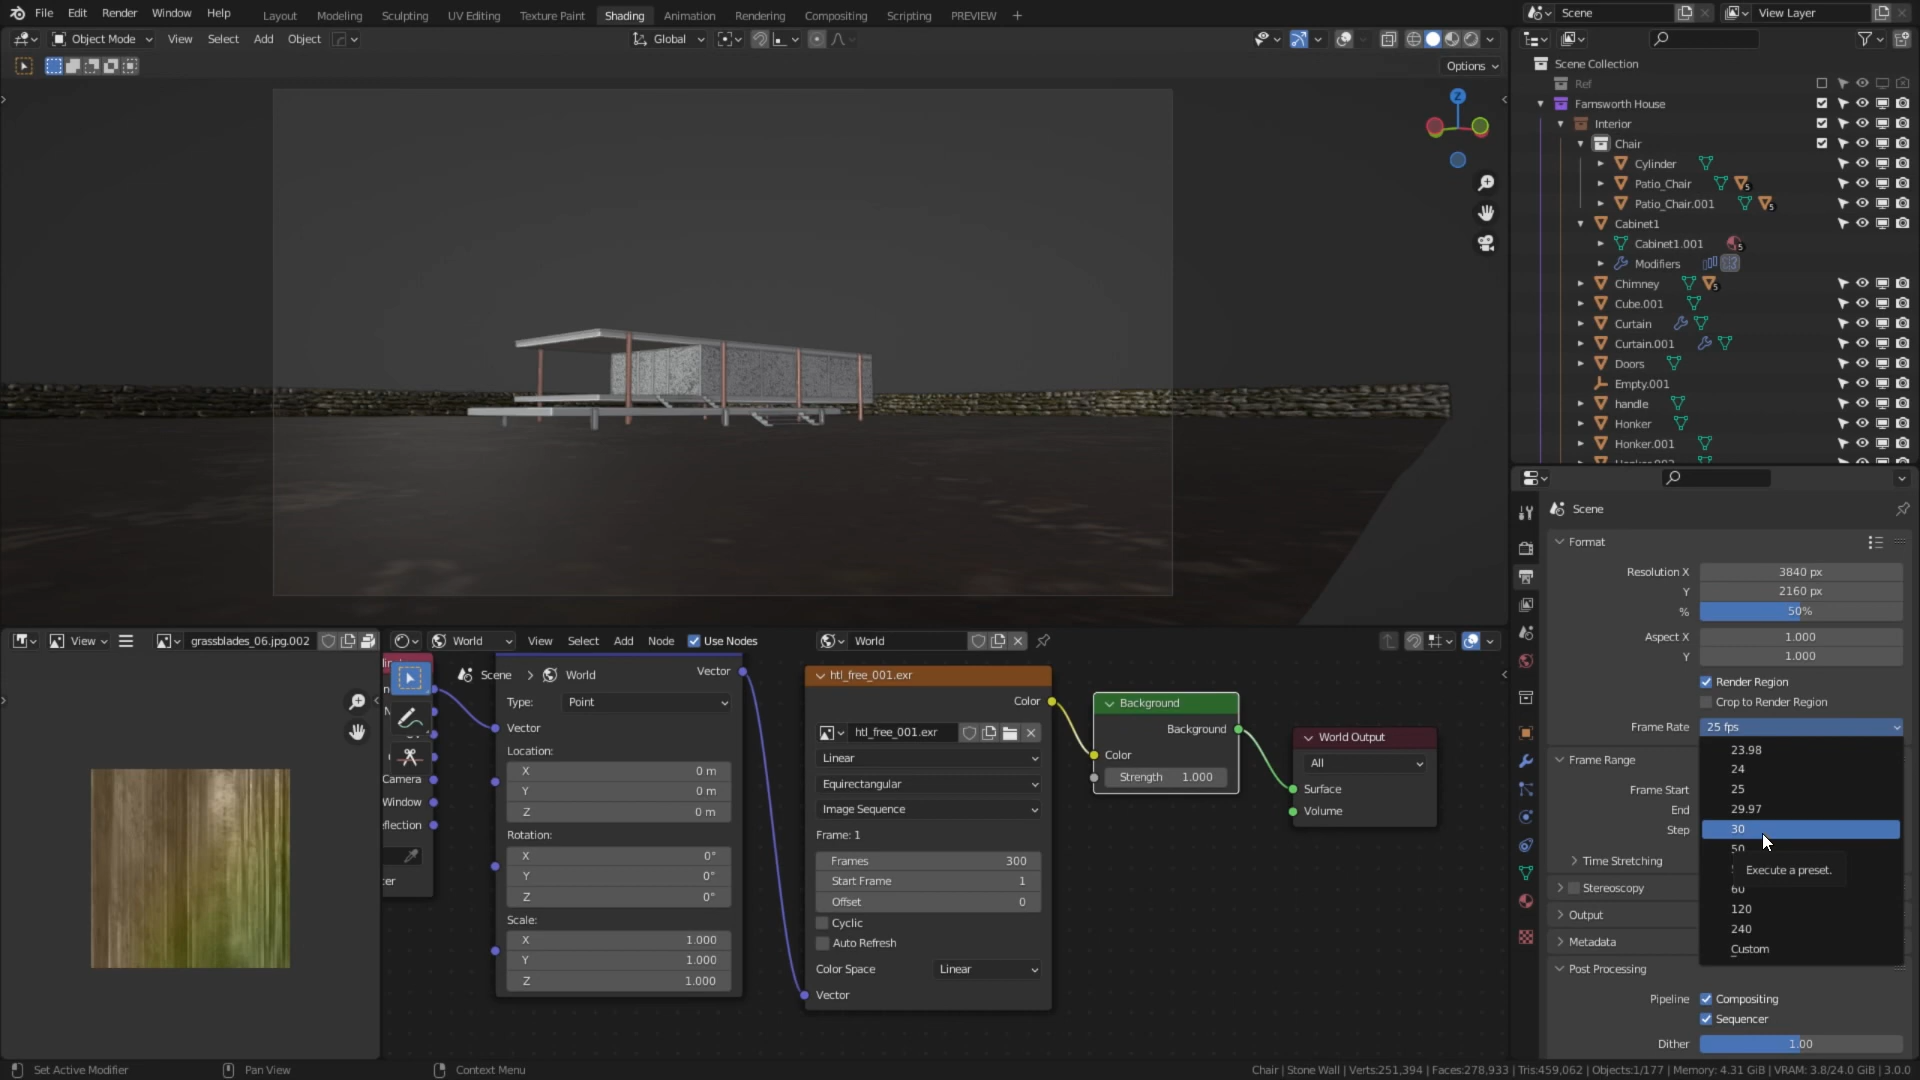 File Edit Render Window Help
Layout Modeling Sculpting UV Editing Texture Paint Shading Animation Rendering Compositing Scripting PREVIEW +
Scene
View Layer
Object Mode View Select Add Object
Global
Options
Z
Scene Collection
Ref
Farnsworth House
Interior
Chair
Cylinder
Patio_Chair 5
Patio_Chair.001 5
Cabinet1
Cabinet1.001 5
Modifiers
Chimney 5
Cube.001
Curtain
Curtain.001
Doors
Empty.001
handle
Honker
Honker.001
Scene
Format
Resolution X 3840 px
Y 2160 px
% 50%
Aspect X 1.000
Y 1.000
Render Region
Crop to Render Region
Frame Rate 25 fps
23.98
24
25
29.97
30
50
60
120
240
Custom
Execute a preset.
Frame Range
Frame Start
End
Step
Time Stretching
Stereoscopy
Output
Metadata
Post Processing
Pipeline Compositing
Sequencer
Dither 1.00
View
grassblades_06.jpg.002
World View Select Add Node Use Nodes
World
Scene > World
Camera
Window
Vector
Type: Point
Vector
Location:
X 0 m
Y 0 m
Z 0 m
Rotation:
X 0°
Y 0°
Z 0°
Scale:
X 1.000
Y 1.000
Z 1.000
htl_free_001.exr
Color
htl_free_001.exr
Linear
Equirectangular
Image Sequence
Frame: 1
Frames 300
Start Frame 1
Offset 0
Cyclic
Auto Refresh
Color Space Linear
Vector
Background
Background
Color
Strength 1.000
World Output
All
Surface
Volume
Set Active Modifier
Pan View
Context Menu
Chair | Stone Wall | Verts:251,394 | Faces:278,933 | Tris:459,062 | Objects:1/177 | Memory: 4.31 GiB | VRAM: 3.8/24.0 GiB | 3.0.0